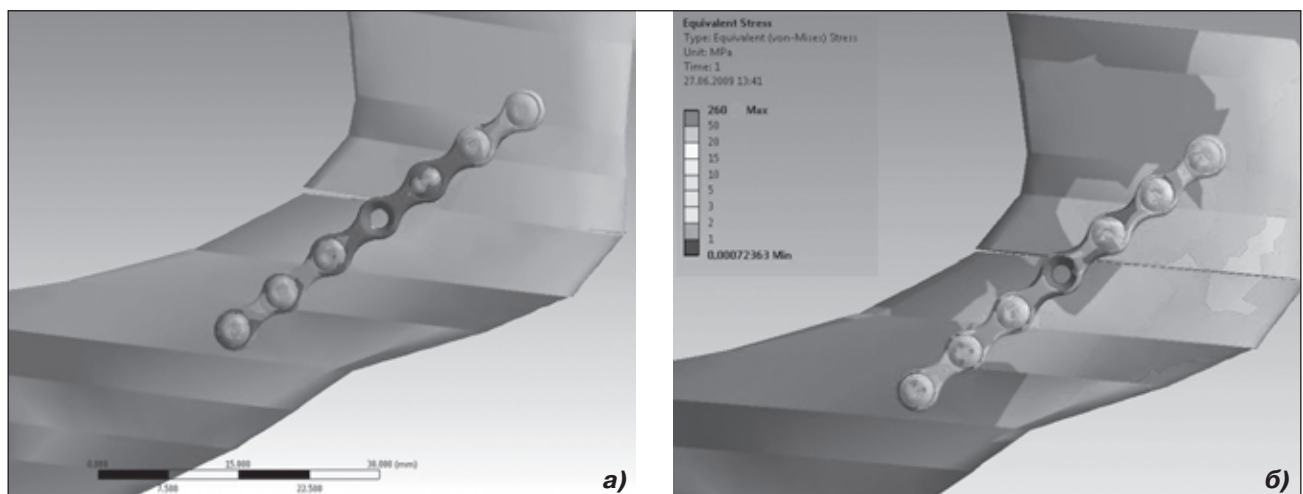 0.000
15.000
30.000 (mm)
7.500
22.500
а)
Equivalent Stress
Type: Equivalent (von-Mises) Stress
Unit: MPa
Time: 1
27.06.2009 13:41
260 Max
50
20
15
10
5
3
2
1
0,00072363 Min
б)